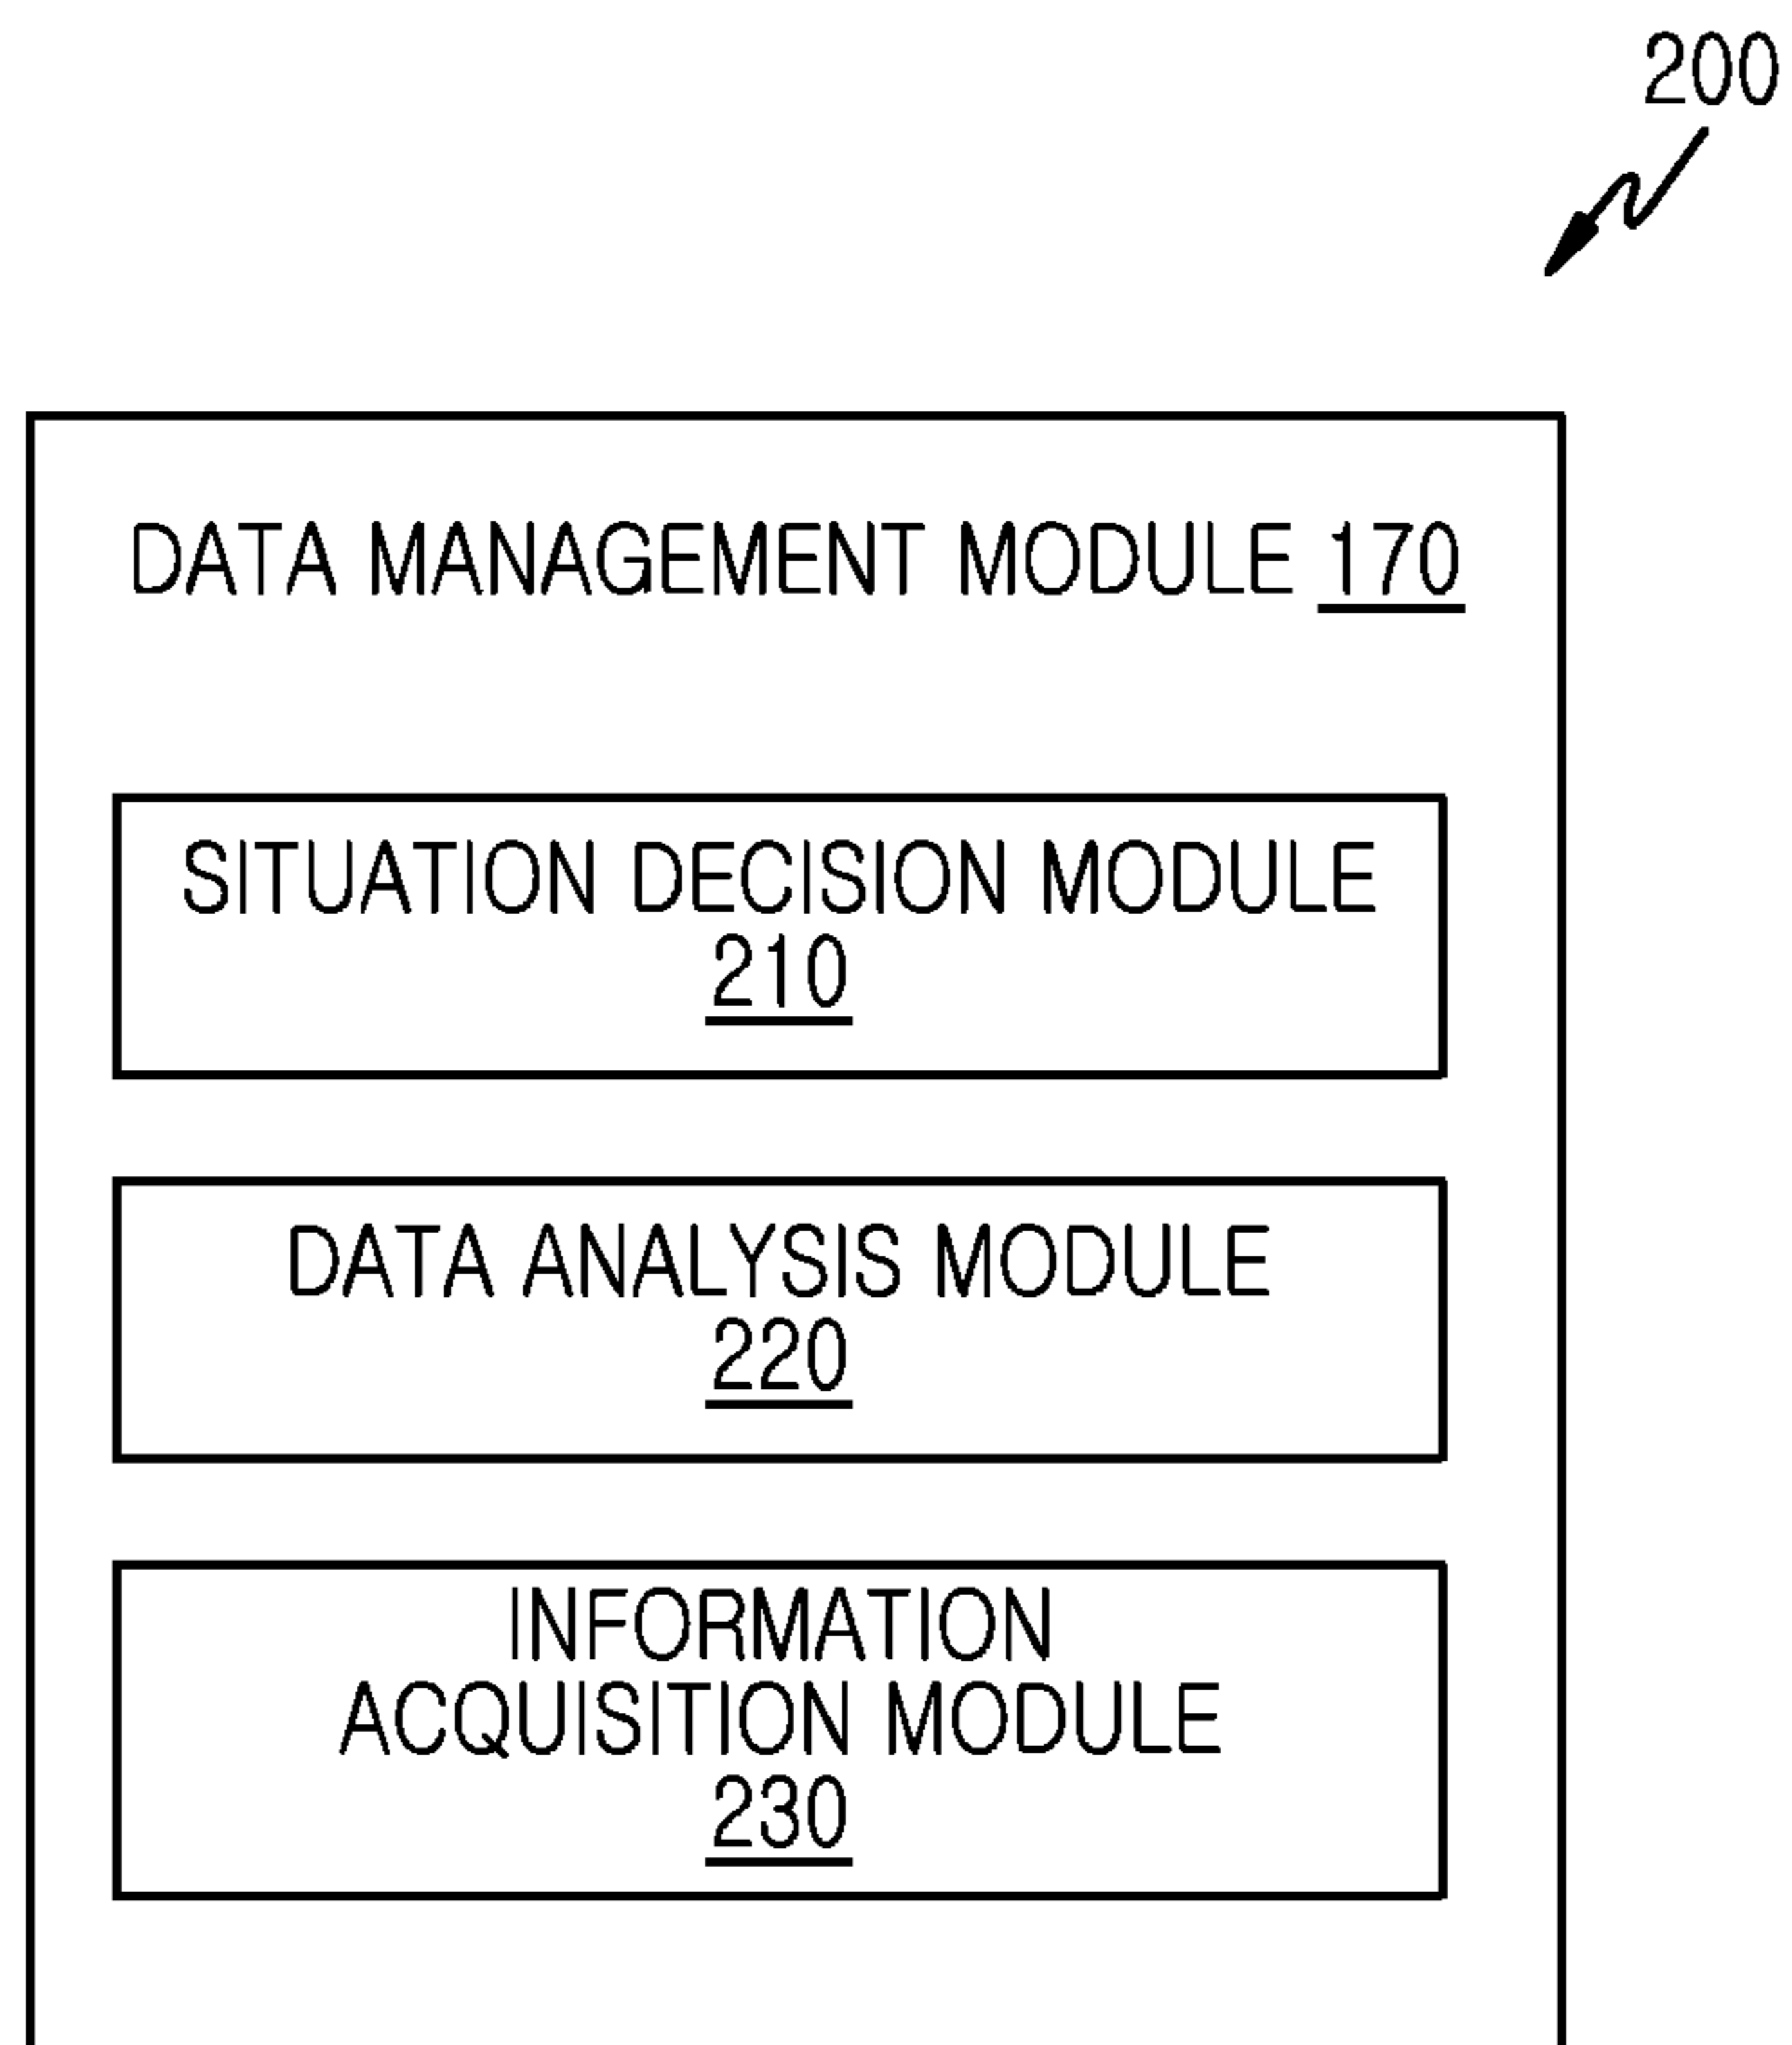 200
DATA MANAGEMENT MODULE 170
SITUATION DECISION MODULE
210
DATA ANALYSIS MODULE
220
INFORMATION
ACQUISITION MODULE
230